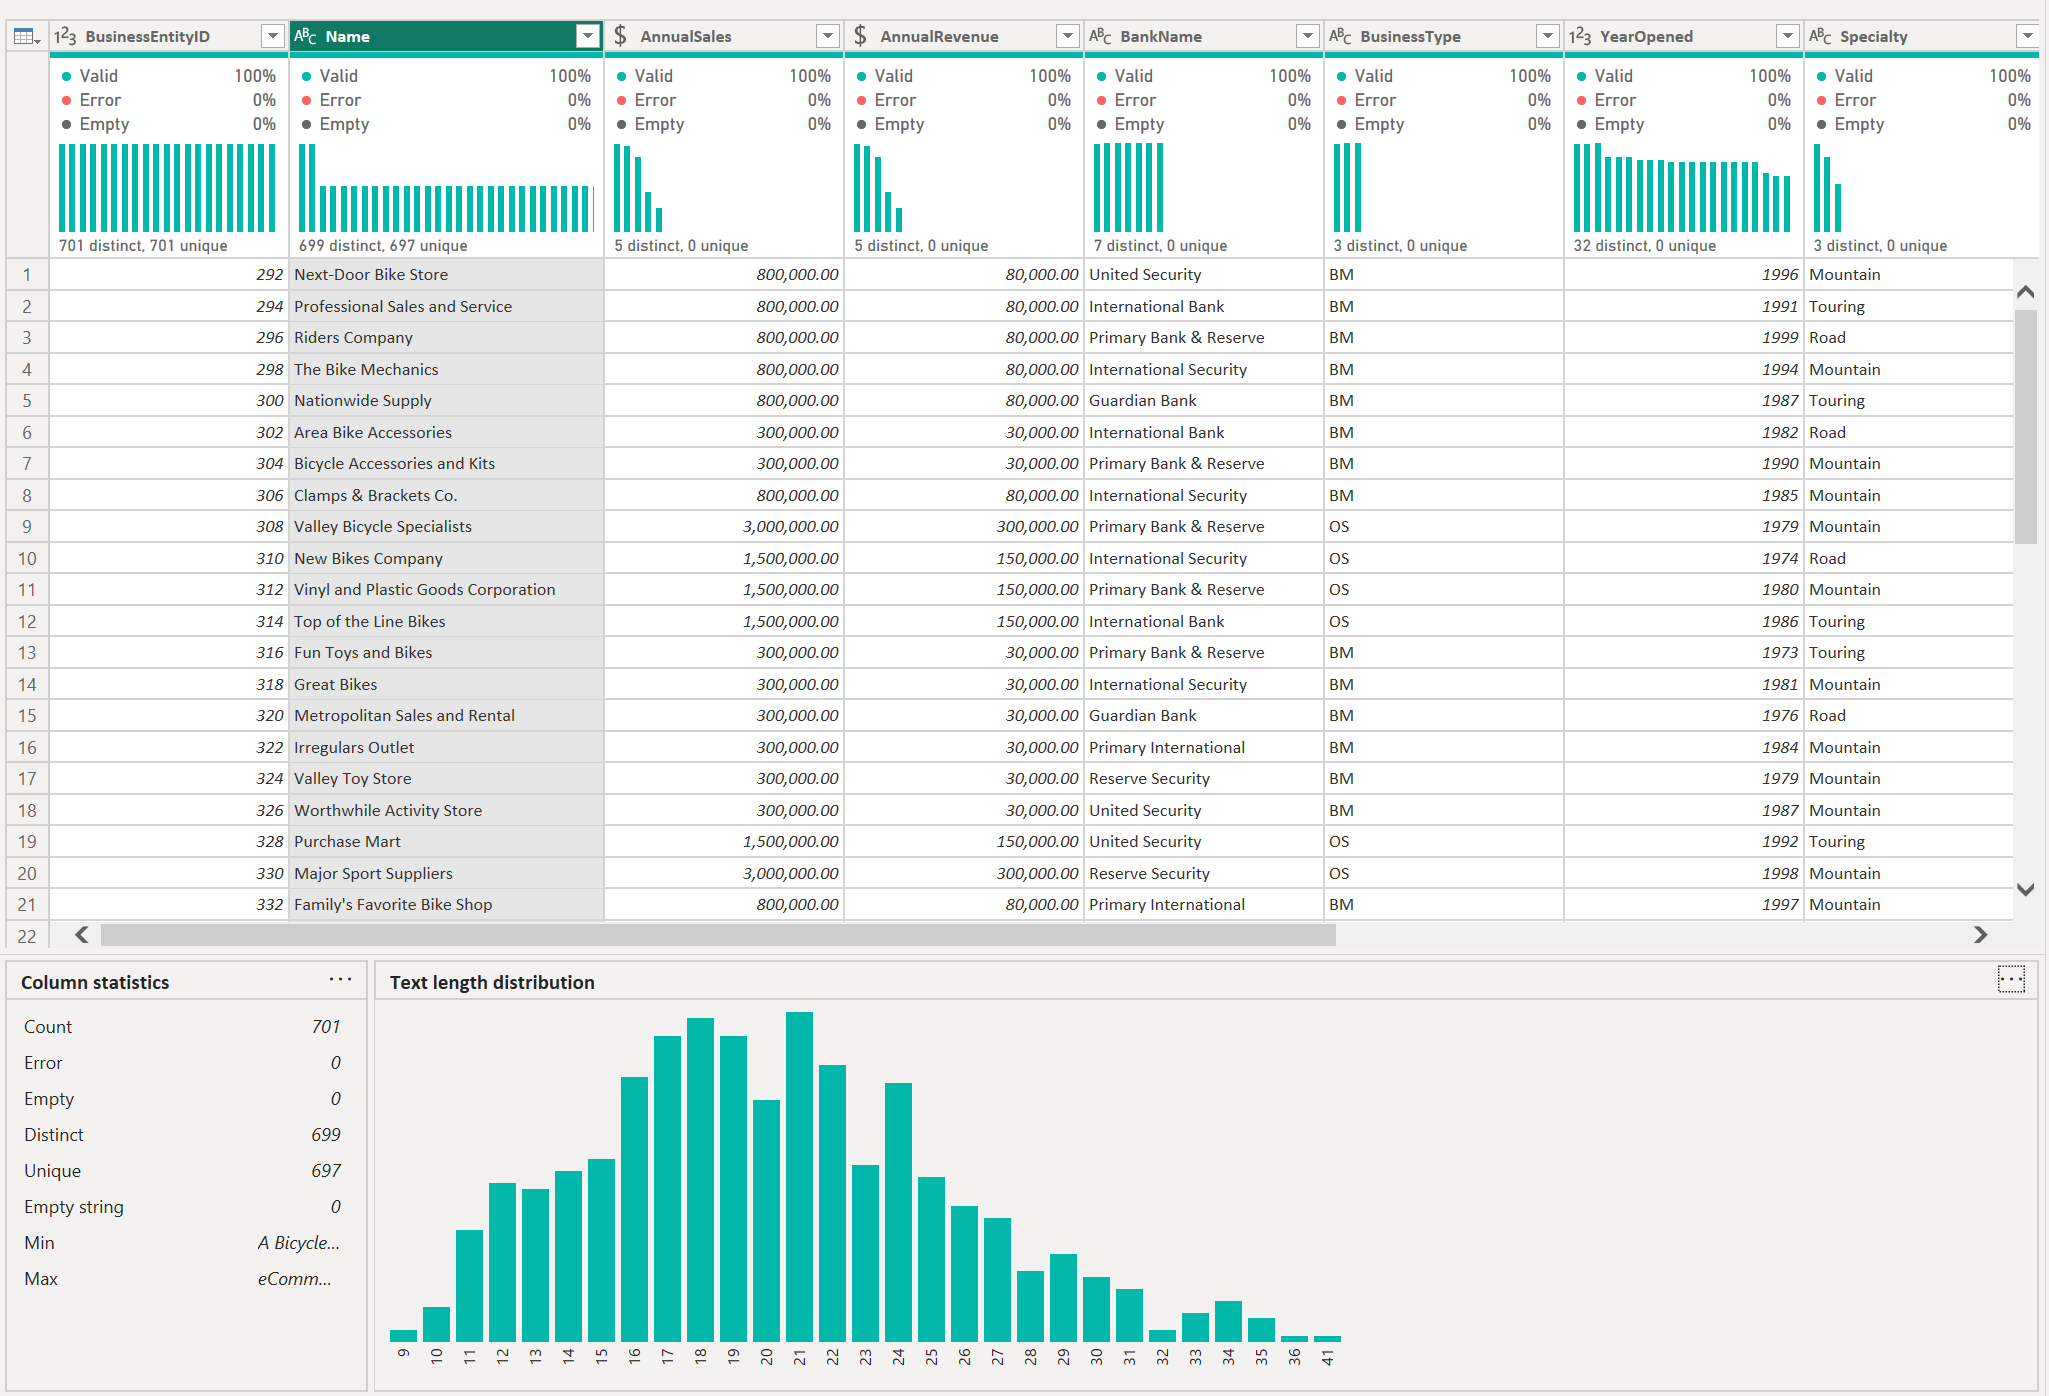 123 BusinessEntityID ABC Name $ AnnualSales $ AnnualRevenue ABC BankName ABC BusinessType 123 YearOpened ABC Specialty
Valid 100% Valid 100% Valid 100% Valid 100% Valid 100% Valid 100% Valid 100% Valid 100%
Error 0% Error 0% Error 0% Error 0% Error 0% Error 0% Error 0% Error 0%
Empty 0% Empty 0% Empty 0% Empty 0% Empty 0% Empty 0% Empty 0% Empty 0%
701 distinct, 701 unique 699 distinct, 697 unique 5 distinct, 0 unique 5 distinct, 0 unique 7 distinct, 0 unique 3 distinct, 0 unique 32 distinct, 0 unique 3 distinct, 0 unique
1 292 Next-Door Bike Store 800,000.00 80,000.00 United Security BM 1996 Mountain
2 294 Professional Sales and Service 800,000.00 80,000.00 International Bank BM 1991 Touring
3 296 Riders Company 800,000.00 80,000.00 Primary Bank & Reserve BM 1999 Road
4 298 The Bike Mechanics 800,000.00 80,000.00 International Security BM 1994 Mountain
5 300 Nationwide Supply 800,000.00 80,000.00 Guardian Bank BM 1987 Touring
6 302 Area Bike Accessories 300,000.00 30,000.00 International Bank BM 1982 Road
7 304 Bicycle Accessories and Kits 300,000.00 30,000.00 Primary Bank & Reserve BM 1990 Mountain
8 306 Clamps & Brackets Co. 800,000.00 80,000.00 International Security BM 1985 Mountain
9 308 Valley Bicycle Specialists 3,000,000.00 300,000.00 Primary Bank & Reserve OS 1979 Mountain
10 310 New Bikes Company 1,500,000.00 150,000.00 International Security OS 1974 Road
11 312 Vinyl and Plastic Goods Corporation 1,500,000.00 150,000.00 Primary Bank & Reserve OS 1980 Mountain
12 314 Top of the Line Bikes 1,500,000.00 150,000.00 International Bank OS 1986 Touring
13 316 Fun Toys and Bikes 300,000.00 30,000.00 Primary Bank & Reserve BM 1973 Touring
14 318 Great Bikes 300,000.00 30,000.00 International Security BM 1981 Mountain
15 320 Metropolitan Sales and Rental 300,000.00 30,000.00 Guardian Bank BM 1976 Road
16 322 Irregulars Outlet 300,000.00 30,000.00 Primary International BM 1984 Mountain
17 324 Valley Toy Store 300,000.00 30,000.00 Reserve Security BM 1979 Mountain
18 326 Worthwhile Activity Store 300,000.00 30,000.00 United Security BM 1987 Mountain
19 328 Purchase Mart 1,500,000.00 150,000.00 United Security OS 1992 Touring
20 330 Major Sport Suppliers 3,000,000.00 300,000.00 Reserve Security OS 1998 Mountain
21 332 Family's Favorite Bike Shop 800,000.00 80,000.00 Primary International BM 1997 Mountain
22
Column statistics ...
Count 701
Error 0
Empty 0
Distinct 699
Unique 697
Empty string 0
Min A Bicycle...
Max eComm...
Text length distribution ...
9 10 11 12 13 14 15 16 17 18 19 20 21 22 23 24 25 26 27 28 29 30 31 32 33 34 35 36 41